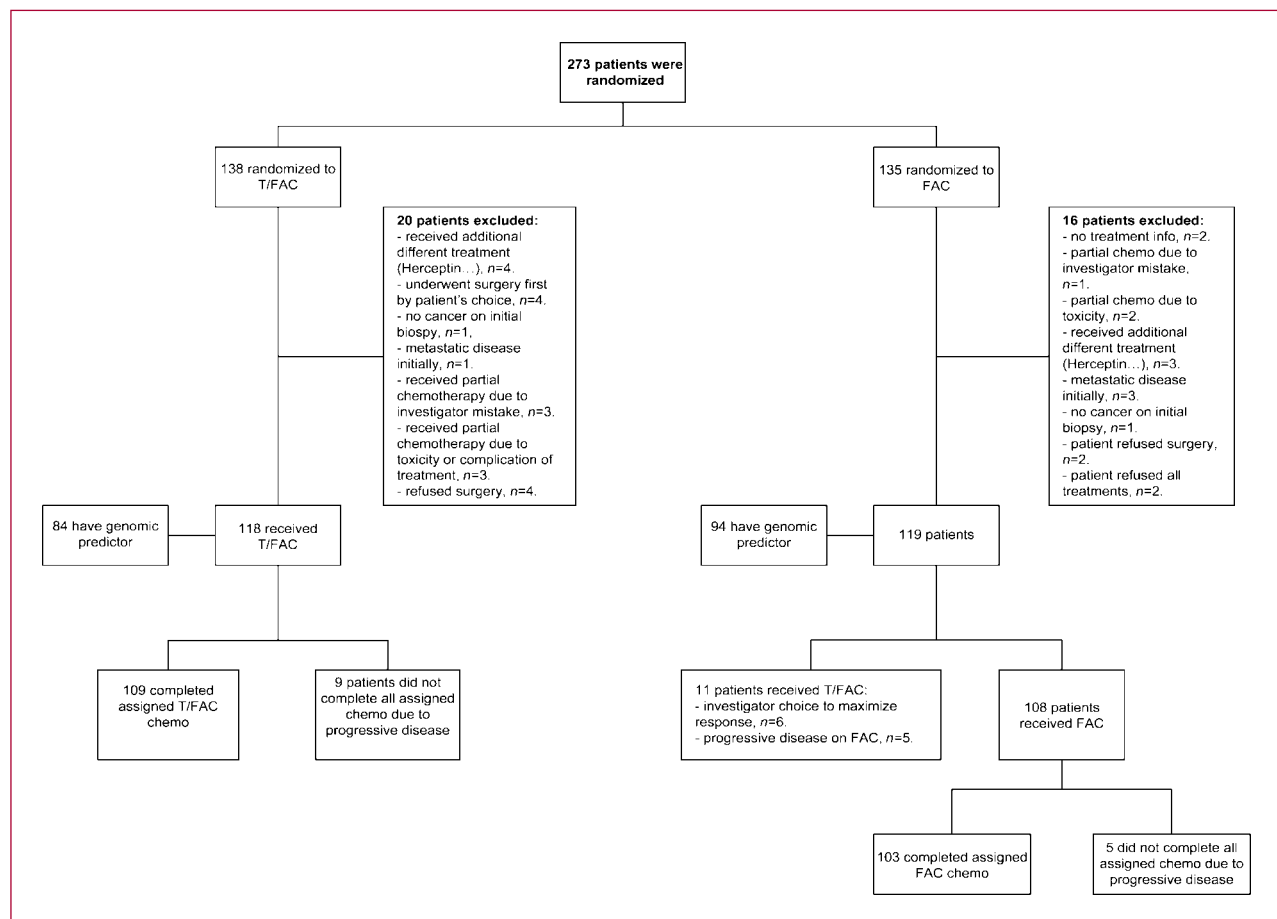 273 patients were
randomized
138 randomized to
T/FAC
135 randomized to
FAC
20 patients excluded:
- received additional
different treatment
(Herceptin…), n=4.
- underwent surgery first
by patient's choice, n=4.
- no cancer on initial
biospy, n=1,
- metastatic disease
initially, n=1.
- received partial
chemotherapy due to
investigator mistake, n=3.
- received partial
chemotherapy due to
toxicity or complication of
treatment, n=3.
- refused surgery, n=4.
16 patients excluded:
- no treatment info, n=2.
- partial chemo due to
investigator mistake,
n=1.
- partial chemo due to
toxicity, n=2.
- received additional
different treatment
(Herceptin…), n=3.
- metastatic disease
initially, n=3.
- no cancer on initial
biopsy, n=1.
- patient refused surgery,
n=2.
- patient refused all
treatments, n=2.
84 have genomic
predictor
118 received
T/FAC
94 have genomic
predictor
119 patients
109 completed
assigned T/FAC
chemo
9 patients did not
complete all assigned
chemo due to
progressive disease
11 patients received T/FAC:
- investigator choice to maximize
response, n=6.
- progressive disease on FAC, n=5.
108 patients
received FAC
103 completed assigned
FAC chemo
5 did not complete all
assigned chemo due to
progressive disease